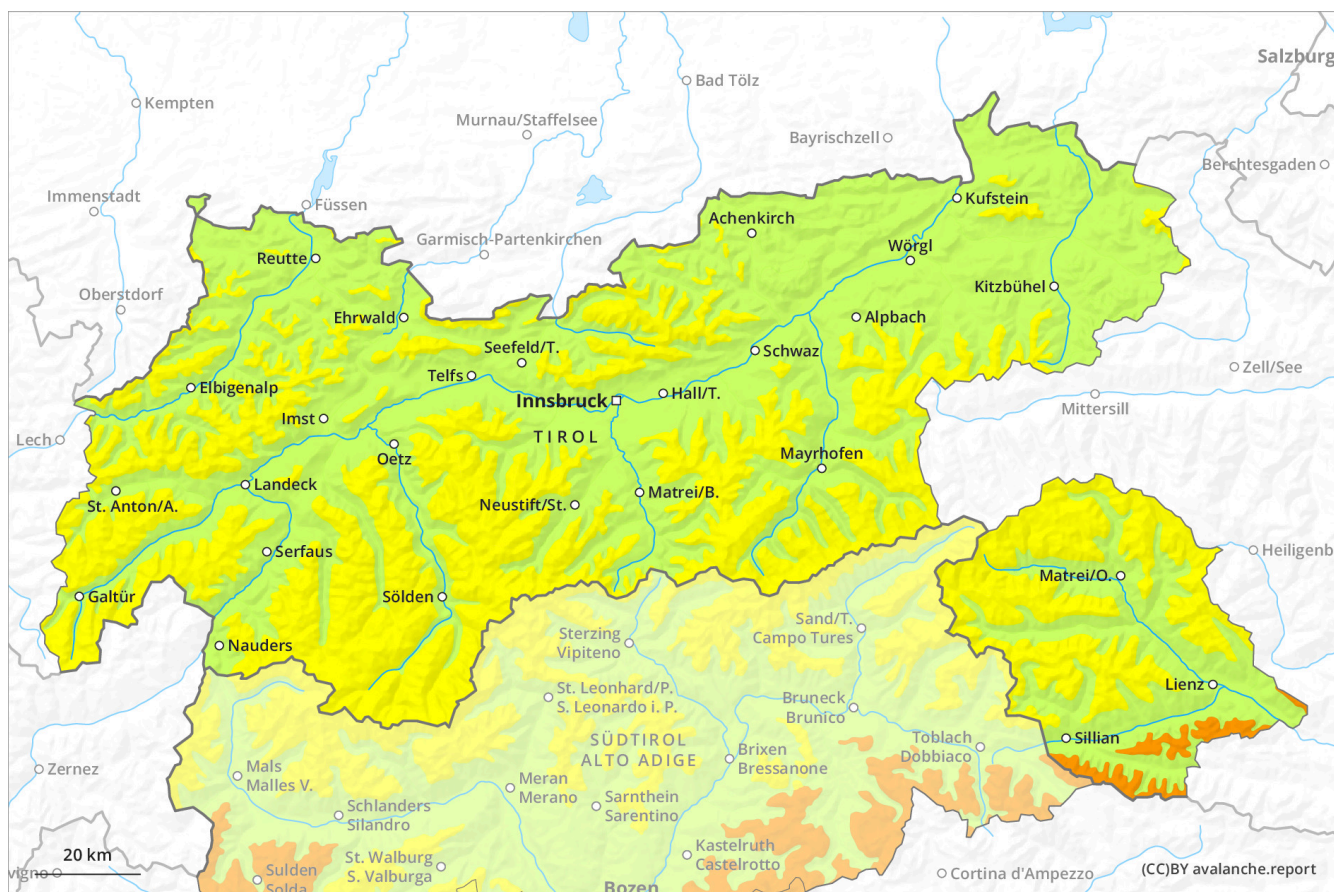 Salzburg
Bad Tölz
Kempten
Murnau/Staffelsee
Bayrischzell
Berchtesgaden
Immenstadt
Füssen
Kufstein
Achenkirch
Garmisch-Partenkirchen
Wörgl
Reutte
Oberstdorf
Kitzbühel
Ehrwald
Alpbach
Seefeld/T.
Schwaz
Zell/See
Telfs
Elbigenalp
Hall/T.
Innsbruck
Mittersill
Imst
TIROL
Lech
Oetz
Mayrhofen
Landeck
Matrei/B.
St. Anton/A.
Neustift/St.
Serfaus
Heiligenb
Matrei/O.
Galtür
Sölden
Sand/T.
Campo Tures
Sterzing
Vipiteno
Nauders
Lienz
St. Leonhard/P.
S. Leonardo i. P.
Bruneck
Brunico
SÜDTIROL
ALTO ADIGE
Toblach
Dobbiaco
Sillian
Brixen
Bressanone
Zernez
Mals
Malles V.
Meran
Merano
Sarnthein
Sarentino
Schlanders
Silandro
Kastelruth
Castelrotto
20 km
St. Walburg
S. Valburga
vigno
Sulden
Solda
Bozen
Cortina d'Ampezzo
(CC)BY avalanche.report